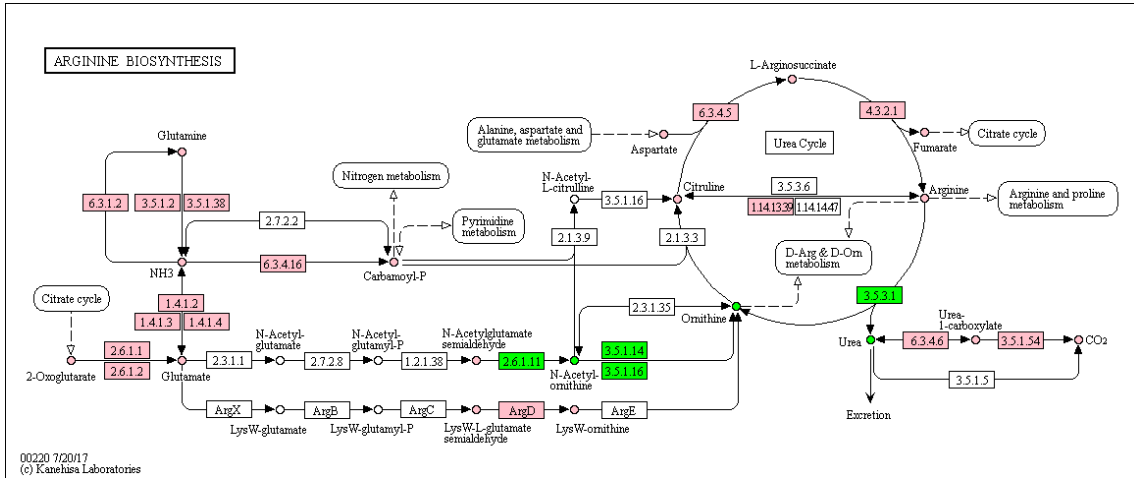 ARGININE BIOSYNTHESIS
L-Arginosuccinate
6.3.4.5
4.3.2.1
Alanine, aspartate and
glutamate metabolism
Aspartate
Urea Cycle
Fumarate
Citrate cycle
Glutamine
Nitrogen metabolism
N-Acetyl-
L-citrulline
Citruline
3.5.3.6
Arginine
Arginine and proline
metabolism
6.3.1.2
3.5.1.2
3.5.1.38
3.5.1.16
1.14.13.39
1.14.14.47
2.7.2.2
Pyrimidine
metabolism
2.1.3.9
2.1.3.3
D-Arg & D-Orn
metabolism
NH3
6.3.4.16
Carbamoyl-P
Citrate cycle
1.4.1.2
1.4.1.3
1.4.1.4
2.3.1.35
Ornithine
3.5.3.1
N-Acetyl-
glutamate
N-Acetyl-
glutamyl-P
N-Acetylglutamate
semialdehyde
Urea-
1-carboxylate
2.6.1.1
2.6.1.2
2-Oxoglutarate
Glutamate
2.3.1.1
2.7.2.8
1.2.1.38
2.6.1.11
N-Acetyl-
ornithine
3.5.1.14
3.5.1.16
Urea
6.3.4.6
3.5.1.54
CO2
3.5.1.5
ArgX
LysW-glutamate
ArgB
LysW-glutamyl-P
ArgC
LysW-L-glutamate
semialdehyde
ArgD
LysW-ornithine
ArgE
Excretion
00220 7/20/17
(c) Kanehisa Laboratories